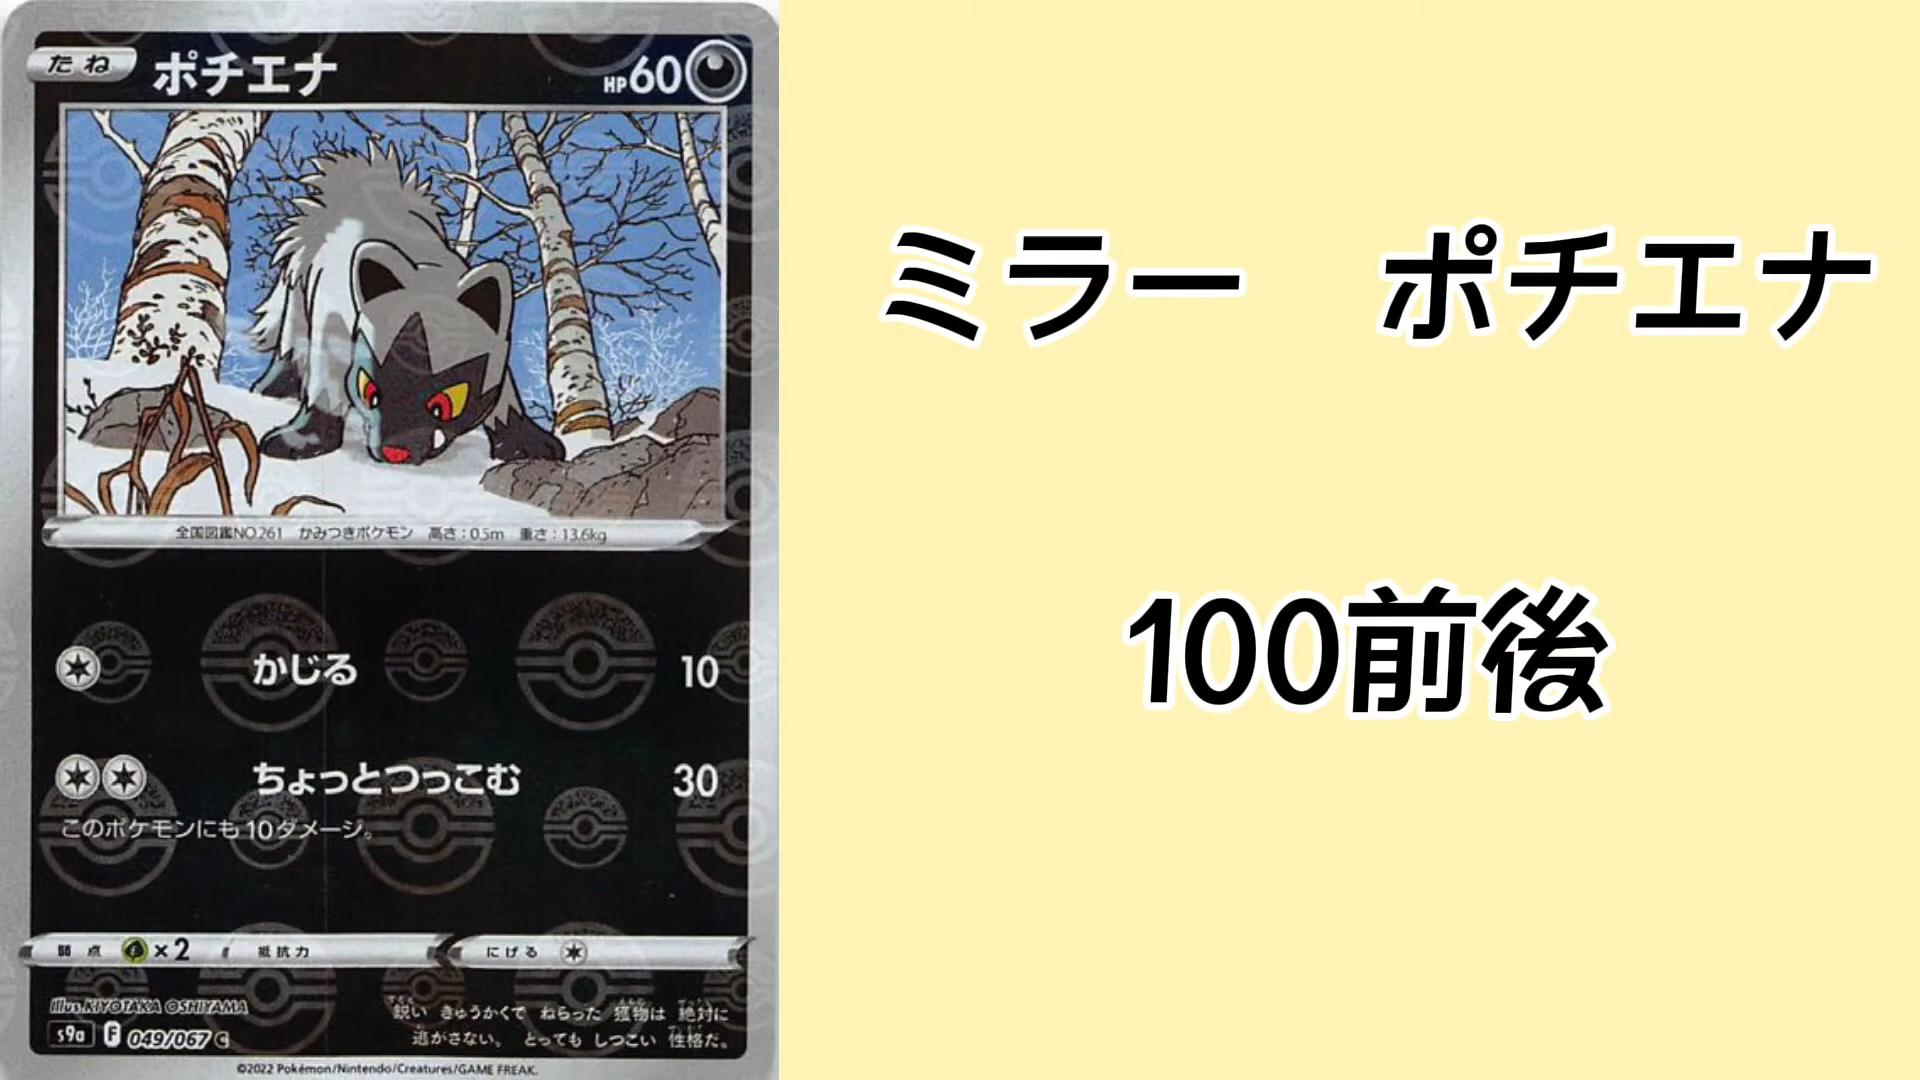 たね ポチエナ HP60
全国図鑑NO.261 かみつきポケモン 高さ：0.5m 重さ：13.6kg
かじる 10
ちょっとつっこむ 30
このポケモンにも10ダメージ。
弱点 ×2 抵抗力 にげる
Illus.KIYOTAKA OSHIYAMA
s9a F 049/067 C
鋭い きゅうかくで ねらった 獲物は 絶対に
逃がさない。 とっても しつこい 性格だ。
©2022 Pokémon/Nintendo/Creatures/GAME FREAK.
ミラー　ポチエナ
100前後